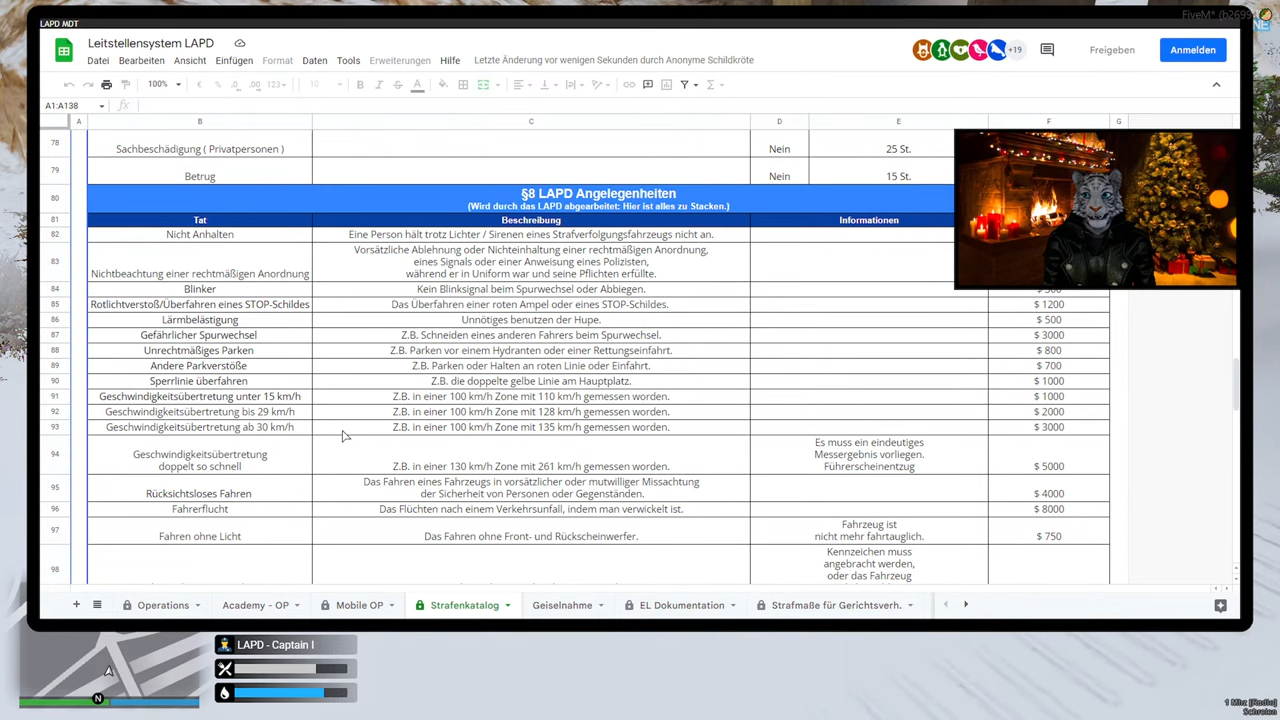 LAPD MDT
FiveM* (b2699
Leitstellensystem LAPD
+19
Freigeben
Anmelden
Datei Bearbeiten Ansicht Einfügen Format Daten Tools Erweiterungen Hilfe
Letzte Änderung vor wenigen Sekunden durch Anonyme Schildkröte
100% € % .0 .00 123 10 B I S A
A1:A138 fx
A B C D E F G
78 Sachbeschädigung ( Privatpersonen ) Nein 25 St.
79 Betrug Nein 15 St.
80 §8 LAPD Angelegenheiten
(Wird durch das LAPD abgearbeitet: Hier ist alles zu Stacken.)
81 Tat Beschreibung Informationen
82 Nicht Anhalten Eine Person hält trotz Lichter / Sirenen eines Strafverfolgungsfahrzeugs nicht an.
Vorsätzliche Ablehnung oder Nichteinhaltung einer rechtmäßigen Anordnung,
83 eines Signals oder einer Anweisung eines Polizisten,
Nichtbeachtung einer rechtmäßigen Anordnung während er in Uniform war und seine Pflichten erfüllte.
84 Blinker Kein Blinksignal beim Spurwechsel oder Abbiegen.
85 Rotlichtverstoß/Überfahren eines STOP-Schildes Das Überfahren einer roten Ampel oder eines STOP-Schildes. $ 1200
86 Lärmbelästigung Unnötiges benutzen der Hupe. $ 500
87 Gefährlicher Spurwechsel Z.B. Schneiden eines anderen Fahrers beim Spurwechsel. $ 3000
88 Unrechtmäßiges Parken Z.B. Parken vor einem Hydranten oder einer Rettungseinfahrt. $ 800
89 Andere Parkverstöße Z.B. Parken oder Halten an roten Linie oder Einfahrt. $ 700
90 Sperrlinie überfahren Z.B. die doppelte gelbe Linie am Hauptplatz. $ 1000
91 Geschwindigkeitsübertretung unter 15 km/h Z.B. in einer 100 km/h Zone mit 110 km/h gemessen worden. $ 1000
92 Geschwindigkeitsübertretung bis 29 km/h Z.B. in einer 100 km/h Zone mit 128 km/h gemessen worden. $ 2000
93 Geschwindigkeitsübertretung ab 30 km/h Z.B. in einer 100 km/h Zone mit 135 km/h gemessen worden. $ 3000
Es muss ein eindeutiges
94 Geschwindigkeitsübertretung Messergebnis vorliegen.
doppelt so schnell Z.B. in einer 130 km/h Zone mit 261 km/h gemessen worden. Führerscheinentzug $ 5000
95 Das Fahren eines Fahrzeugs in vorsätzlicher oder mutwilliger Missachtung
Rücksichtsloses Fahren der Sicherheit von Personen oder Gegenständen. $ 4000
96 Fahrerflucht Das Flüchten nach einem Verkehrsunfall, indem man verwickelt ist. $ 8000
97 Fahrzeug ist
Fahren ohne Licht Das Fahren ohne Front- und Rückscheinwerfer. nicht mehr fahrtauglich. $ 750
Kennzeichen muss
98 angebracht werden,
oder das Fahrzeug
Operations Academy - OP Mobile OP Strafenkatalog Geiselnahme EL Dokumentation Strafmaße für Gerichtsverh.
LAPD - Captain I
N
1 Mhz [Radio]